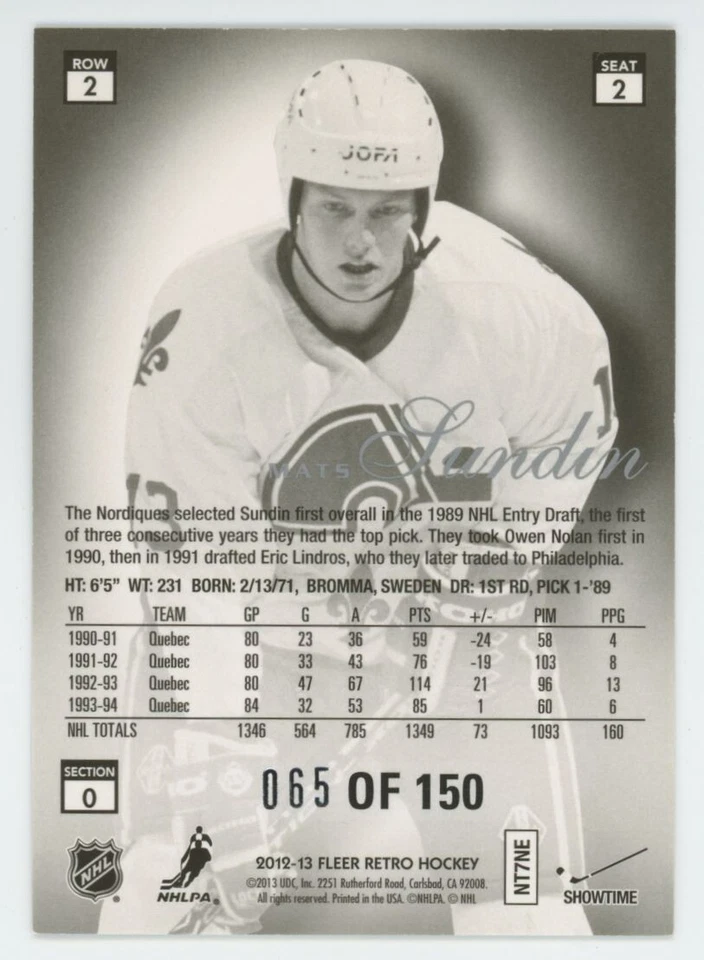 ROW
2
SEAT
2
JOFA
13
1
MATS Sundin
The Nordiques selected Sundin first overall in the 1989 NHL Entry Draft, the first
of three consecutive years they had the top pick. They took Owen Nolan first in
1990, then in 1991 drafted Eric Lindros, who they later traded to Philadelphia.
HT: 6'5" WT: 231 BORN: 2/13/71, BROMMA, SWEDEN DR: 1ST RD, PICK 1-'89
YR TEAM GP G A PTS +/- PIM PPG
1990-91 Quebec 80 23 36 59 -24 58 4
1991-92 Quebec 80 33 43 76 -19 103 8
1992-93 Quebec 80 47 67 114 21 96 13
1993-94 Quebec 84 32 53 85 1 60 6
NHL TOTALS 1346 564 785 1349 73 1093 160
SECTION
0
065 OF 150
NHL
NHLPA
2012-13 FLEER RETRO HOCKEY
©2013 UDC, Inc. 2251 Rutherford Road, Carlsbad, CA 92008.
All rights reserved. Printed in the USA. ©NHLPA. © NHL
NT7NE
SHOWTIME